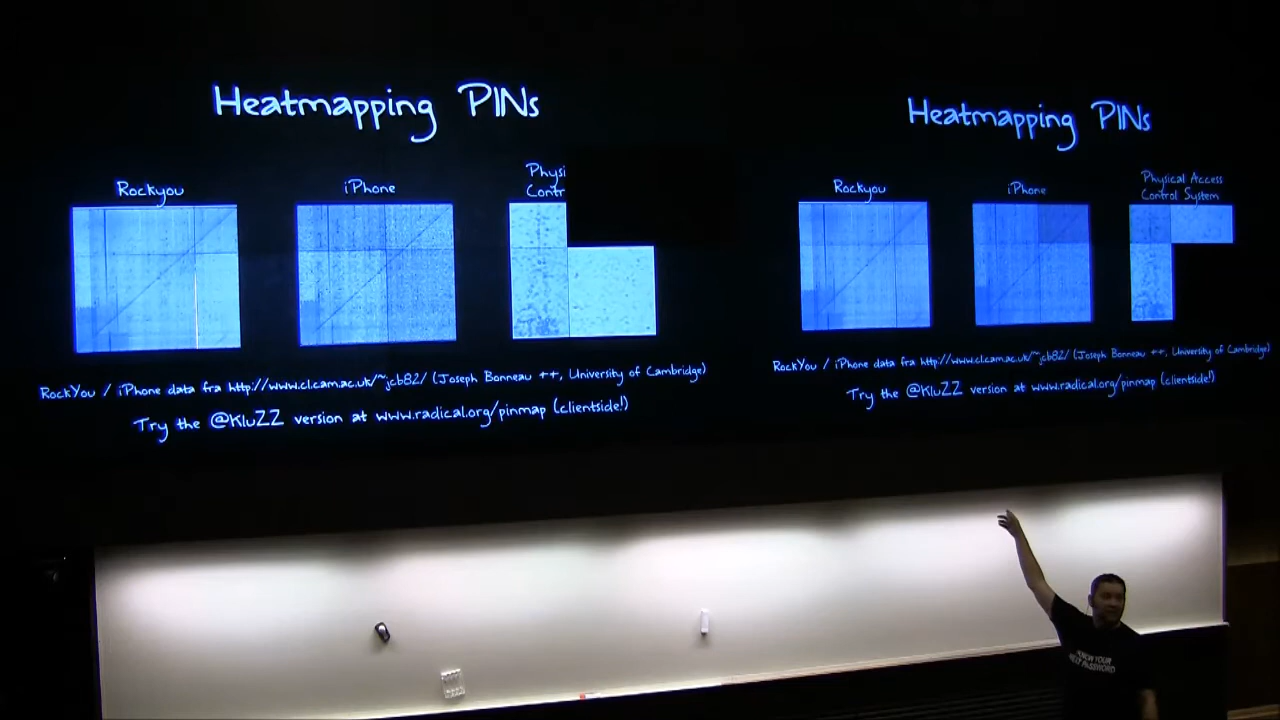 Heatmapping PINs
Rockyou
iPhone
Physi
Contr
RockYou / iPhone data fra http://www.cl.cam.ac.uk/~jcb82/ (Joseph Bonneau ++, University of Cambridge)
Try the @KluZZ version at www.radical.org/pinmap (clientside!)
Heatmapping PINs
Rockyou
iPhone
Physical Access
Control System
RockYou / iPhone data fra http://www.cl.cam.ac.uk/~jcb82/ (Joseph Bonneau ++, University of Cambridge)
Try the @KluZZ version at www.radical.org/pinmap (clientside!)
YOUR
PASSWORD